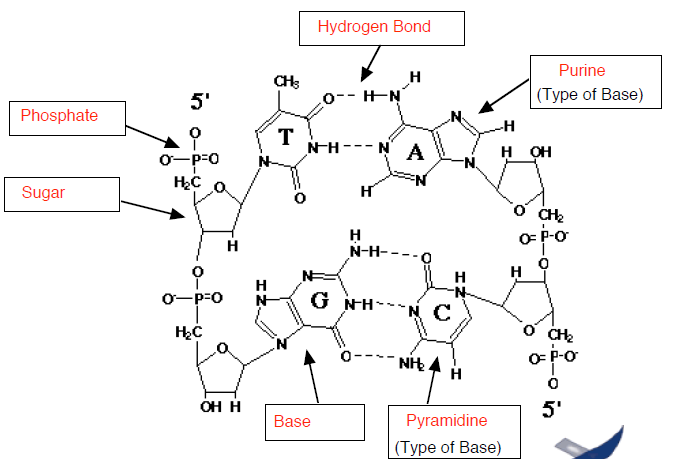 Hydrogen Bond
Purine
(Type of Base)
Phosphate
Sugar
Base
Pyramidine
(Type of Base)
5'
5'
CH₃
O
H
H
N
N
H
T
N-H
N
A
N
H
N
N
O
O
O-P=O
H₂C
O
H
H
OH
O
CH₂
O=P-O-
O
H
N-H
O
O
O-P=O
H₂C
H
N
N
G
N-H
N
O
O
H
N
N
C
NH₂
H
H
O
CH₂
O=P-O-
O
O
OH H